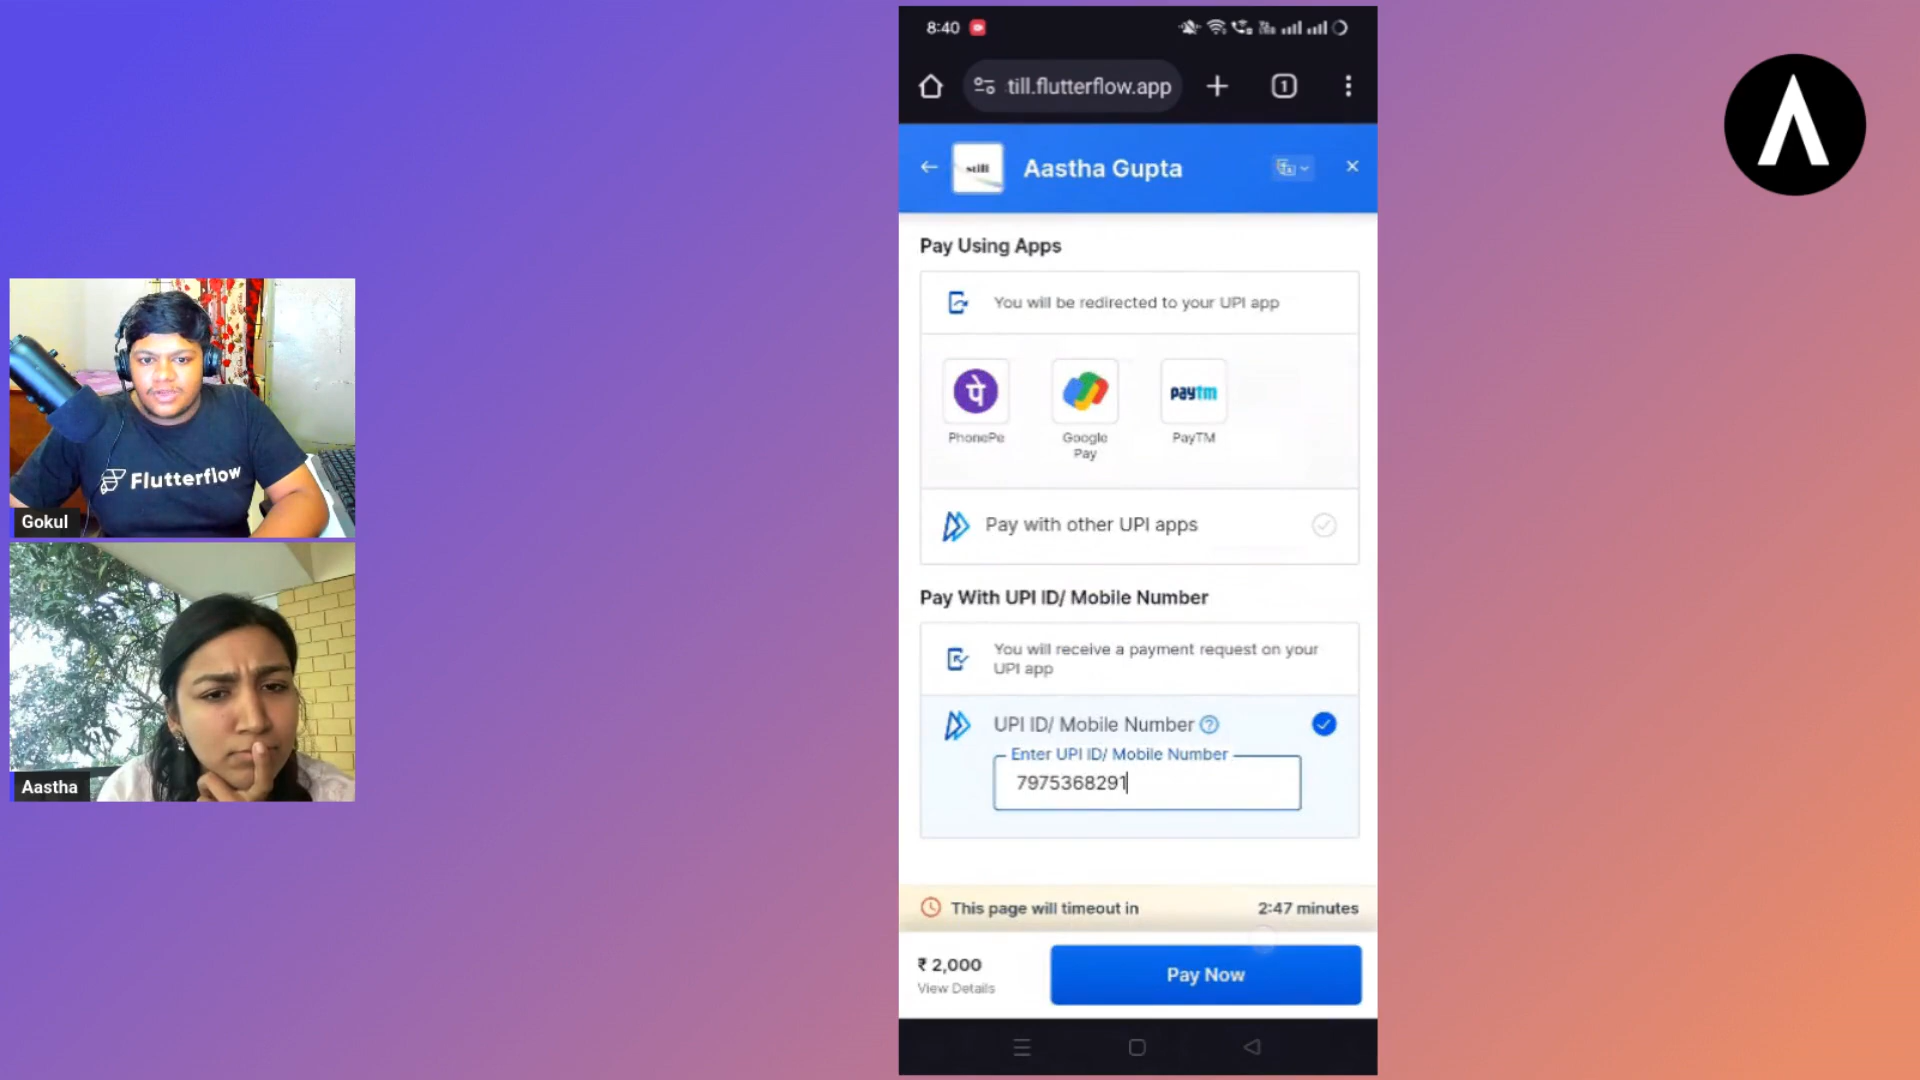 8:40
till.flutterflow.app
1
still
Aastha Gupta
Pay Using Apps
You will be redirected to your UPI app
पे
paytm
PhonePe
Google
Pay
PayTM
Pay with other UPI apps
Pay With UPI ID/ Mobile Number
You will receive a payment request on your
UPI app
UPI ID/ Mobile Number ?
Enter UPI ID/ Mobile Number
7975368291
This page will timeout in 2:47 minutes
₹ 2,000
View Details
Pay Now
Flutterflow
Gokul
Aastha